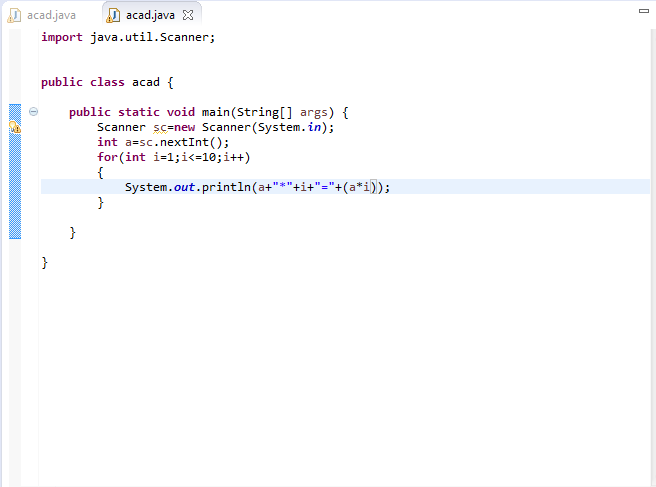 acad.java acad.java
import java.util.Scanner;
public class acad {
public static void main(String[] args) {
Scanner sc=new Scanner(System.in);
int a=sc.nextInt();
for(int i=1;i<=10;i++)
{
System.out.println(a+"*"+i+"="+(a*i));
}
}
}